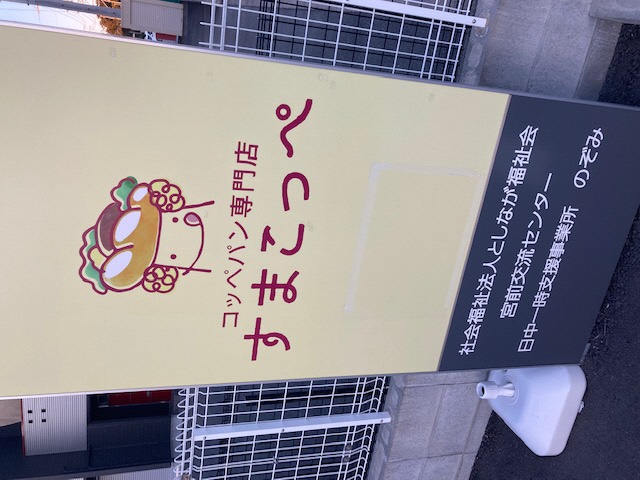 コッペパン専門店
すまこっぺ
社会福祉法人としなが福祉会
宮前交流センター
日中一時支援事業所 のぞみ